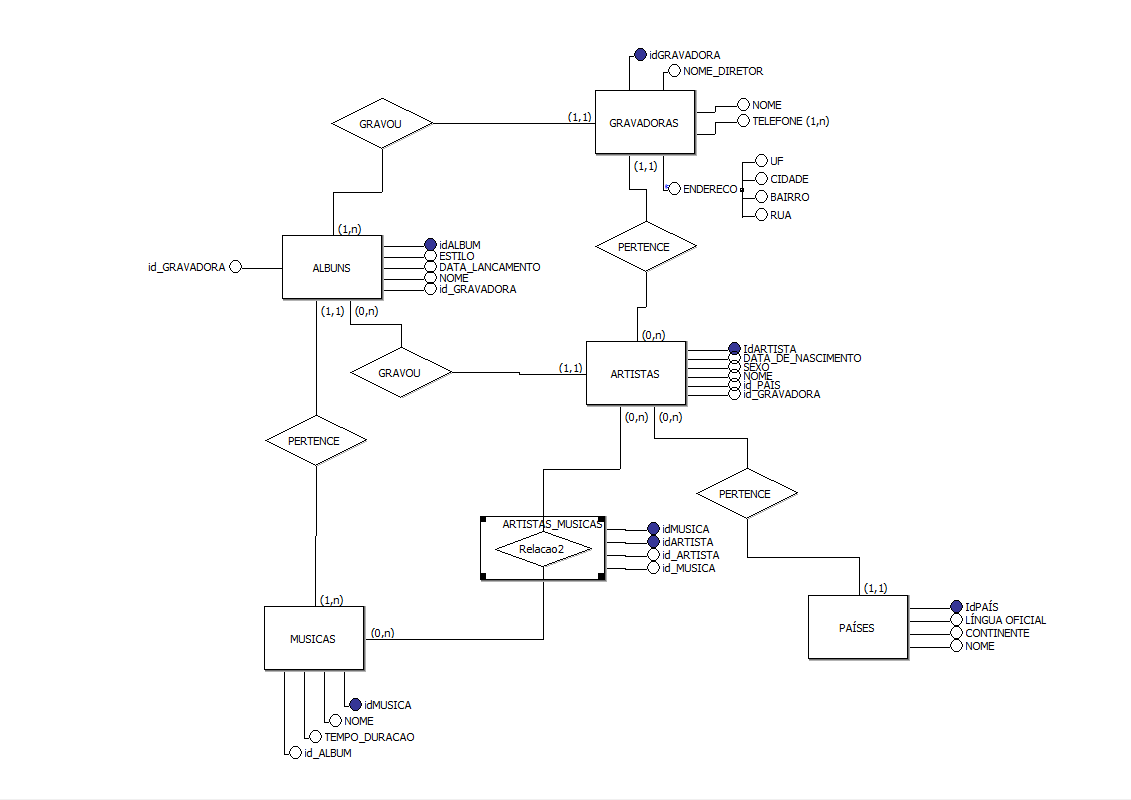 idGRAVADORA
NOME_DIRETOR
GRAVOU
(1,1)
GRAVADORAS
NOME
TELEFONE (1,n)
(1,1)
ENDERECO
UF
CIDADE
BAIRRO
RUA
(1,n)
PERTENCE
id_GRAVADORA
ALBUNS
idALBUM
ESTILO
DATA_LANCAMENTO
NOME
id_GRAVADORA
(1,1)
(0,n)
(0,n)
GRAVOU
(1,1)
ARTISTAS
IdARTISTA
DATA_DE_NASCIMENTO
SEXO
NOME
id_PAIS
id_GRAVADORA
(0,n)
(0,n)
PERTENCE
PERTENCE
ARTISTAS_MUSICAS
Relacao2
idMUSICA
idARTISTA
id_ARTISTA
id_MUSICA
(1,n)
MUSICAS
(0,n)
(1,1)
PAÍSES
IdPAÍS
LÍNGUA OFICIAL
CONTINENTE
NOME
idMUSICA
NOME
TEMPO_DURACAO
id_ALBUM